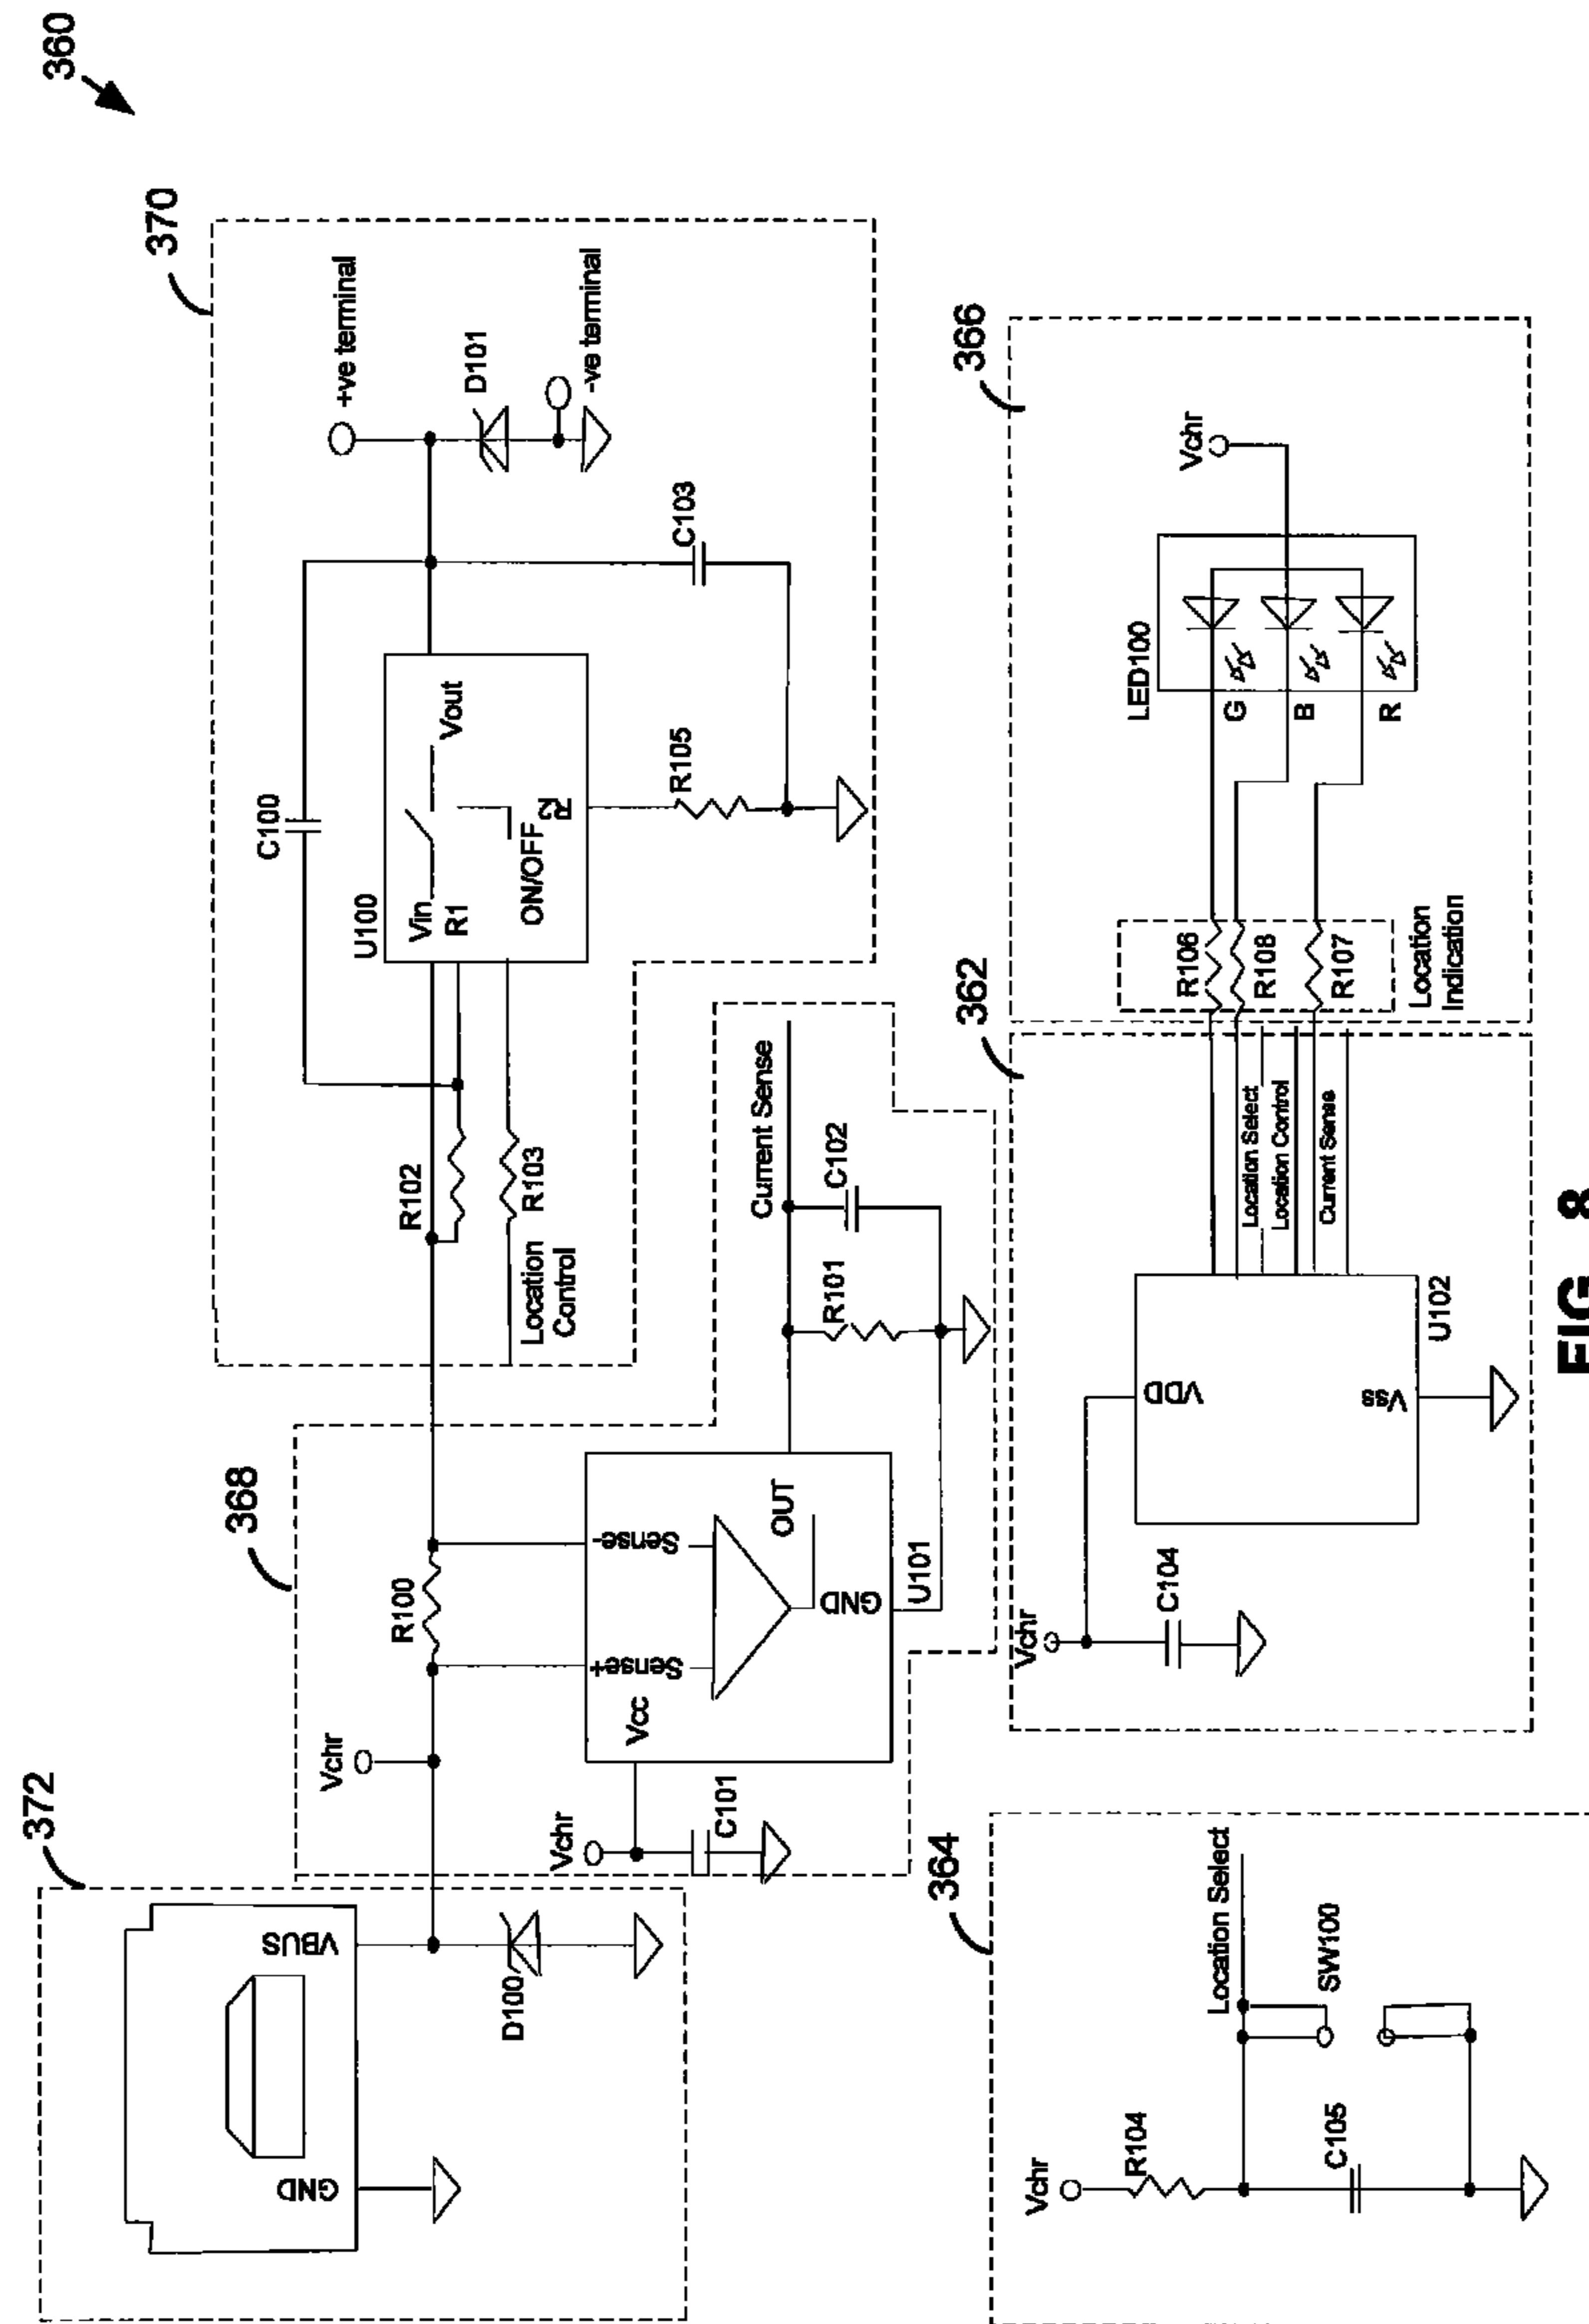 360
372
GND
VBUS
D100
368
Vchr
R100
Vchr
C101
Vcc
Sense+
Sense-
OUT
GND
U101
Current Sense
R101
C102
370
R102
Location
Control
R103
C100
U100
Vin
R1
Vout
ON/OFF
R2
R105
C103
+ve terminal
D101
-ve terminal
364
Vchr
R104
C105
Location Select
SW100
362
Vchr
C104
VDD
Vss
U102
Location Select
Location Control
Current Sense
366
R106
R108
R107
Location
Indication
LED100
G
B
R
Vchr
FIG. 8